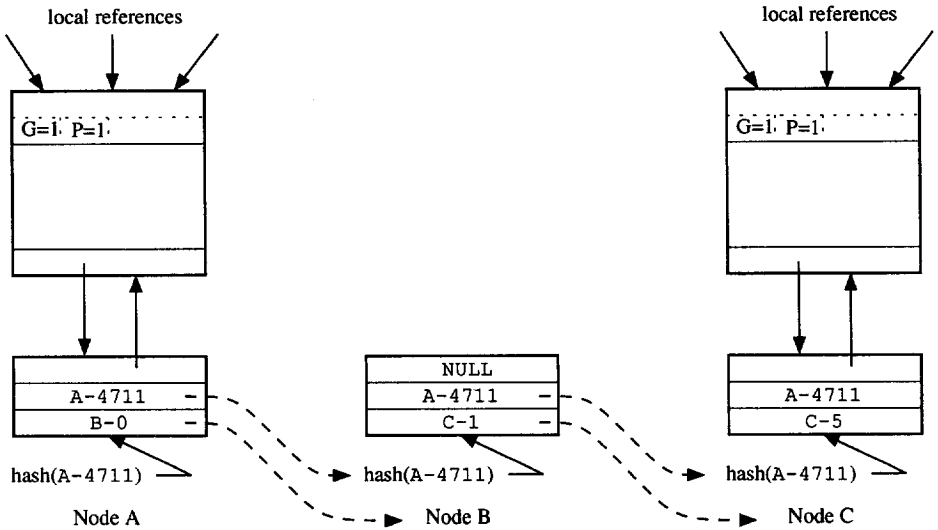 local references
local references
G=1 P=1
G=1 P=1
NULL
A-4711
A-4711
A-4711
B-0
C-1
C-5
hash(A-4711)
hash(A-4711)
hash(A-4711)
Node A
Node B
Node C